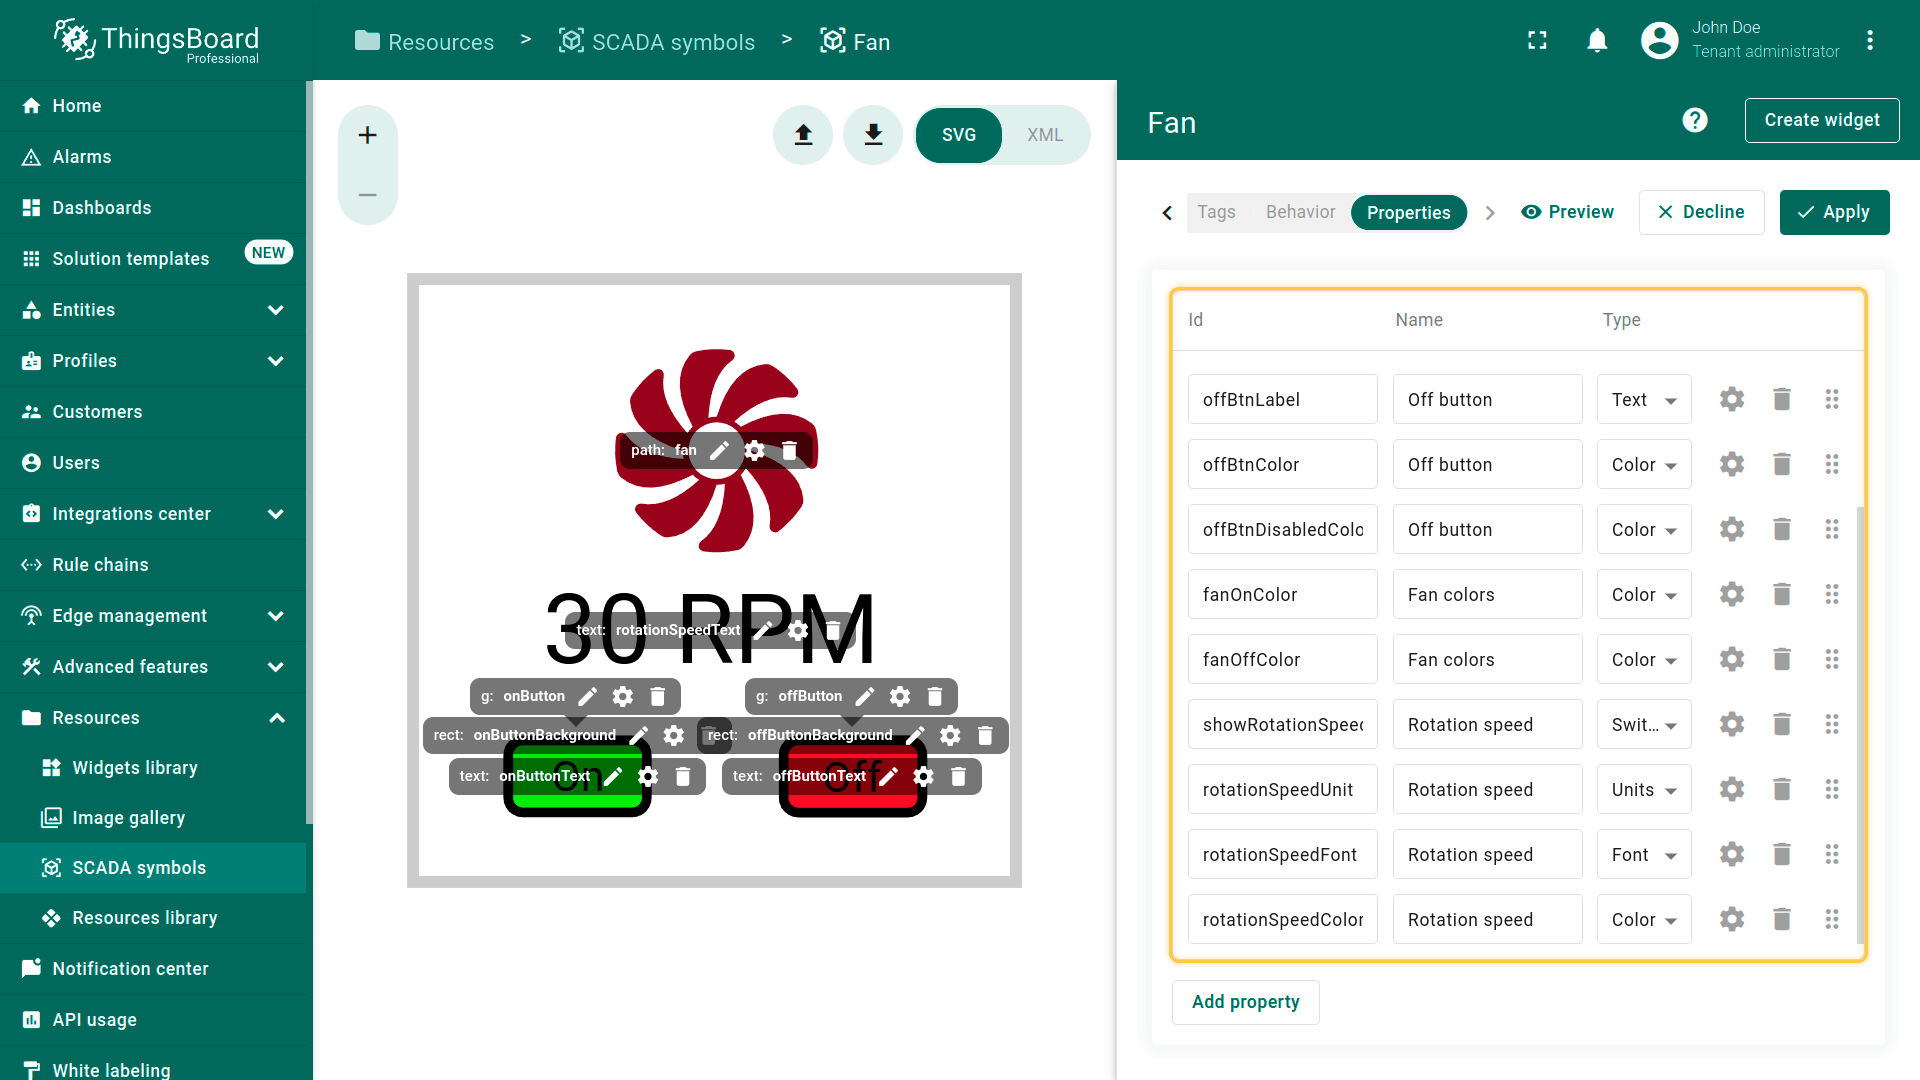 ThingsBoard
Professional
Resources > SCADA symbols > Fan
John Doe
Tenant administrator
Home
Alarms
Dashboards
Solution templates NEW
Entities
Profiles
Customers
Users
Integrations center
Rule chains
Edge management
Advanced features
Resources
Widgets library
Image gallery
SCADA symbols
Resources library
Notification center
API usage
White labeling
SVG XML
path: fan
30 RPM
text: rotationSpeedText
g: onButton
g: offButton
rect: onButtonBackground
rect: offButtonBackground
On
text: onButtonText
Off
text: offButtonText
Fan
? Create widget
Tags Behavior Properties Preview Decline Apply
Id Name Type
offBtnLabel Off button Text
offBtnColor Off button Color
offBtnDisabledColo Off button Color
fanOnColor Fan colors Color
fanOffColor Fan colors Color
showRotationSpeed Rotation speed Swit...
rotationSpeedUnit Rotation speed Units
rotationSpeedFont Rotation speed Font
rotationSpeedColor Rotation speed Color
Add property